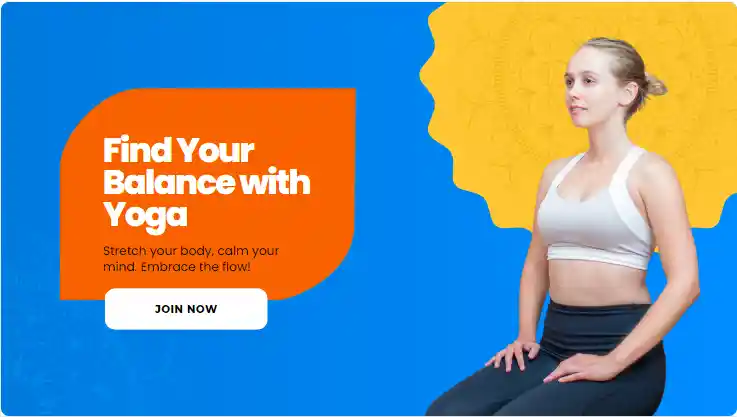 Find Your
Balance with
Yoga
Stretch your body, calm your
mind. Embrace the flow!
JOIN NOW